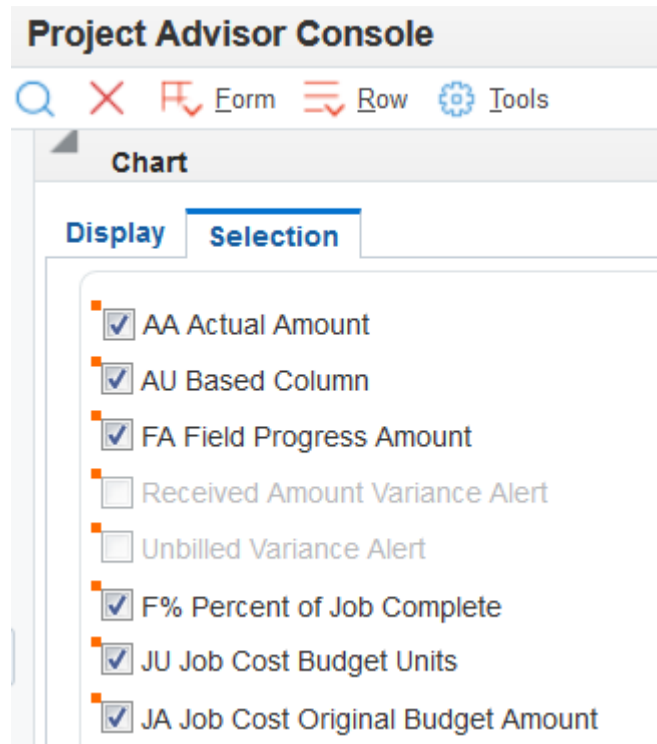 Project Advisor Console
Form Row Tools
Chart
Display Selection
AA Actual Amount
AU Based Column
FA Field Progress Amount
Received Amount Variance Alert
Unbilled Variance Alert
F% Percent of Job Complete
JU Job Cost Budget Units
JA Job Cost Original Budget Amount